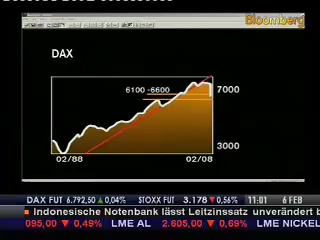 Bloomberg
DAX
6100 -6600
7000
3000
02/88
02/08
DAX FUT 6.792,50 0,04% STOXX FUT 3.178 0,56% 11:01 6 FEB
Indonesische Notenbank lässt Leitzinssatz unverändert b
095,00 0,49% LME AL 2.605,00 0,69% LME NICKEL